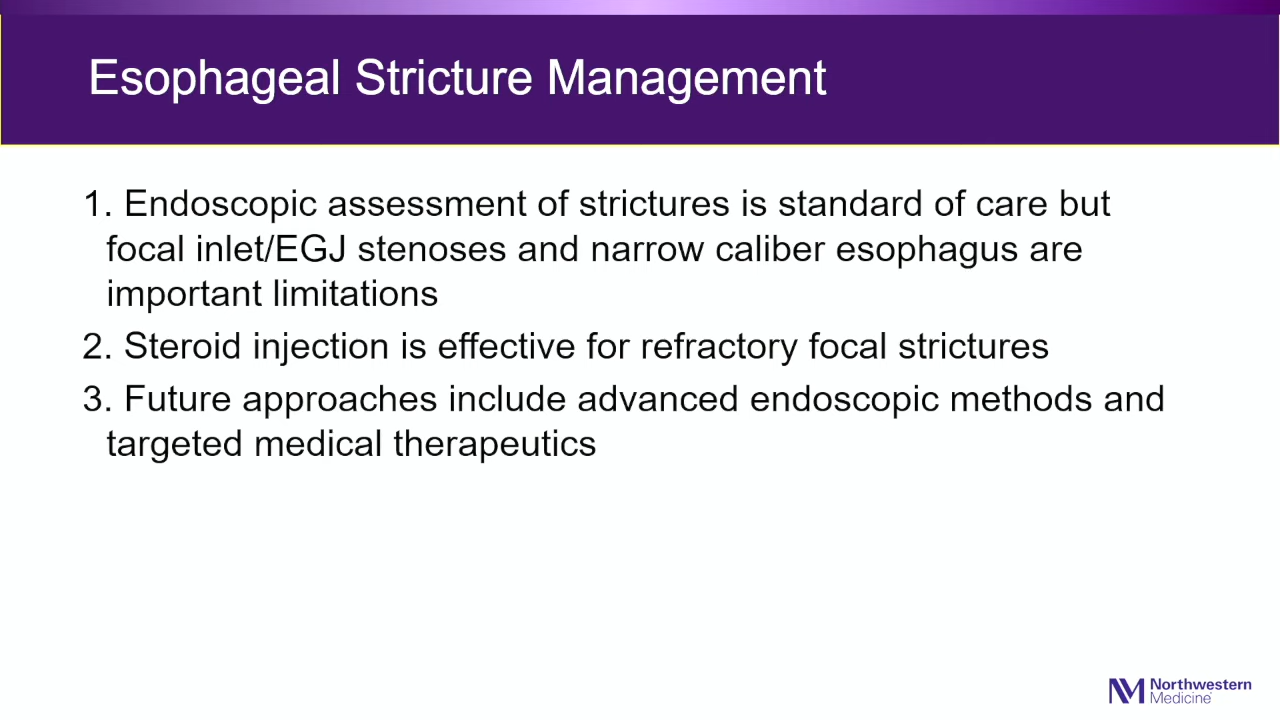 Esophageal Stricture Management
1. Endoscopic assessment of strictures is standard of care but
focal inlet/EGJ stenoses and narrow caliber esophagus are
important limitations
2. Steroid injection is effective for refractory focal strictures
3. Future approaches include advanced endoscopic methods and
targeted medical therapeutics
NM Northwestern
Medicine